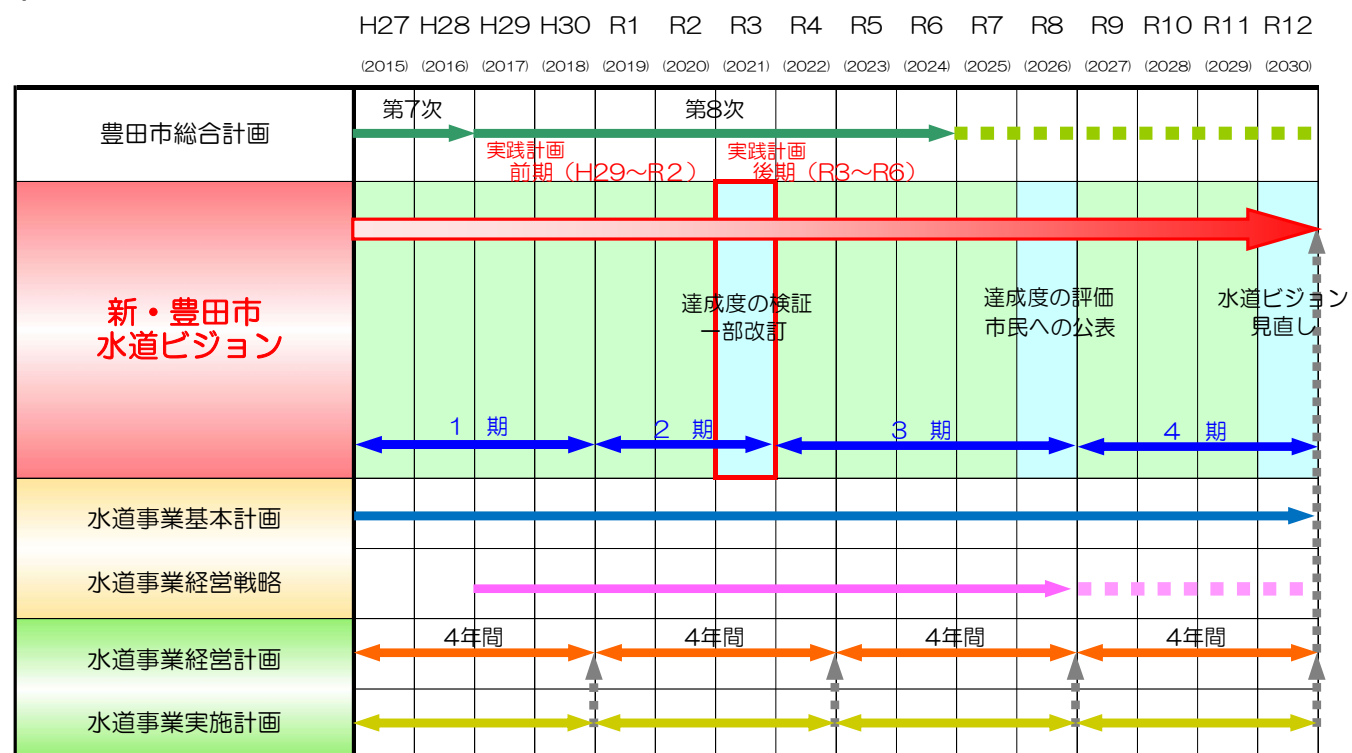 H27 H28 H29 H30 R1 R2 R3 R4 R5 R6 R7 R8 R9 R10 R11 R12
(2015) (2016) (2017) (2018) (2019) (2020) (2021) (2022) (2023) (2024) (2025) (2026) (2027) (2028) (2029) (2030)
豊田市総合計画
第7次
第8次
実践計画
前期(H29～R2)
実践計画
後期(R3～R6)
新・豊田市
水道ビジョン
達成度の検証
一部改訂
達成度の評価
市民への公表
水道ビジョン
見直し
1 期
2 期
3 期
4 期
水道事業基本計画
水道事業経営戦略
水道事業経営計画
4年間
4年間
4年間
4年間
水道事業実施計画